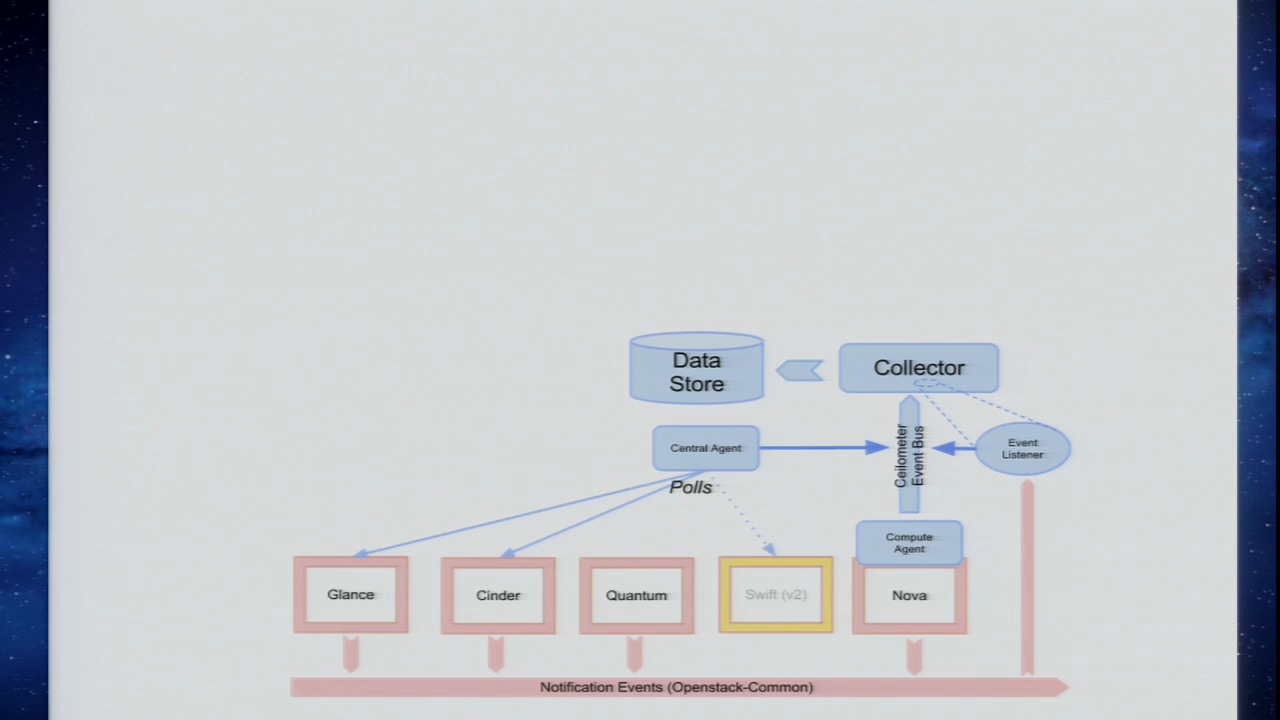 Data
Store
Collector
Central Agent
Ceilometer
Event Bus
Event
Listener
Polls
Compute
Agent
Glance
Cinder
Quantum
Swift (v2)
Nova
Notification Events (Openstack-Common)